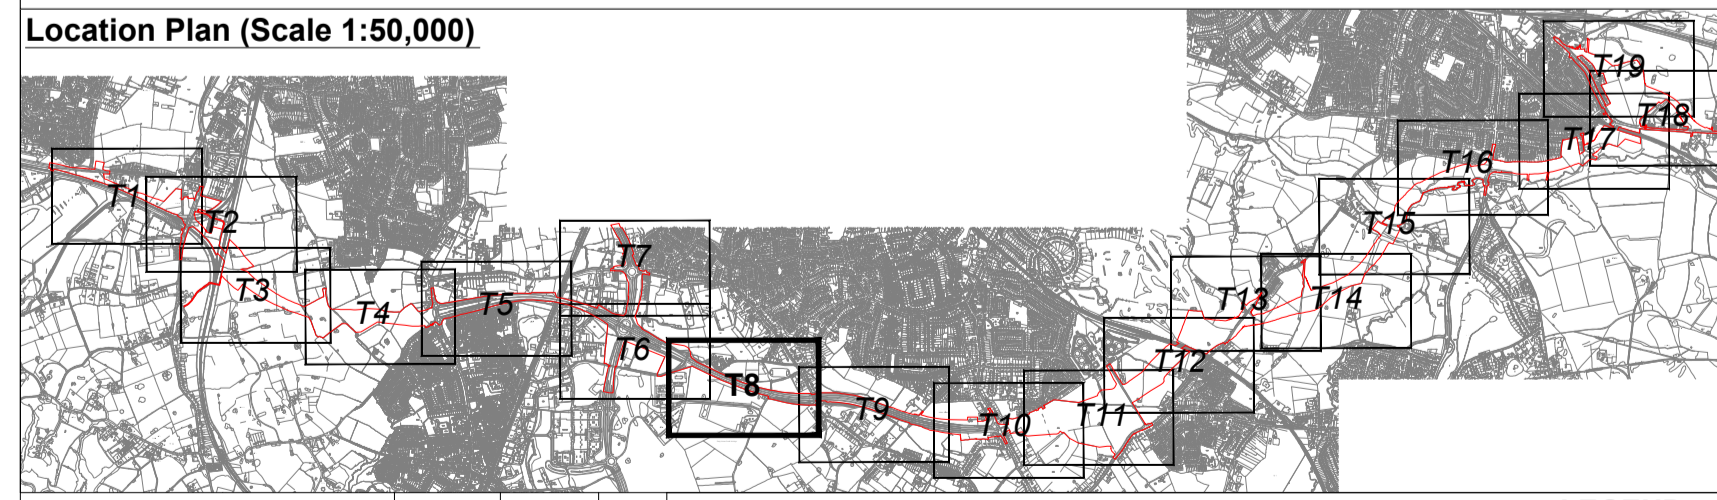 Location Plan (Scale 1:50,000)
T1
T2
T3
T4
T5
T6
T7
T8
T9
T10
T11
T12
T13
T14
T15
T16
T17
T18
T19